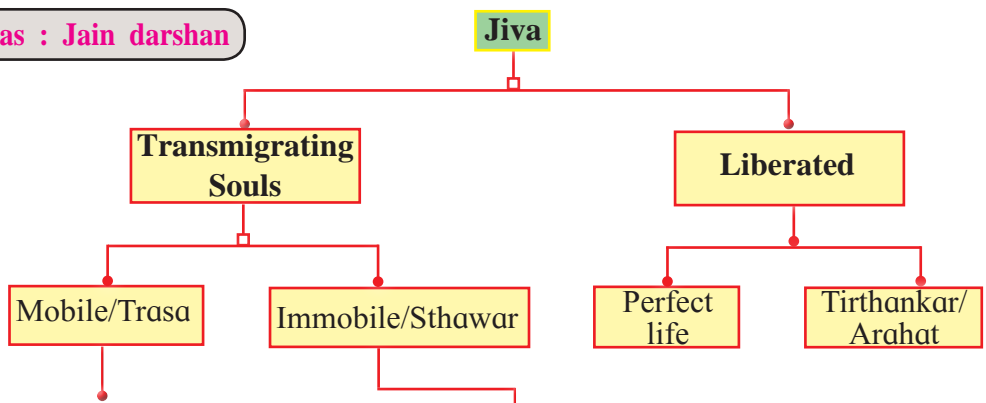 as : Jain darshan
Jiva
Transmigrating
Souls
Liberated
Mobile/Trasa
Immobile/Sthawar
Perfect
life
Tirthankar/
Arahat